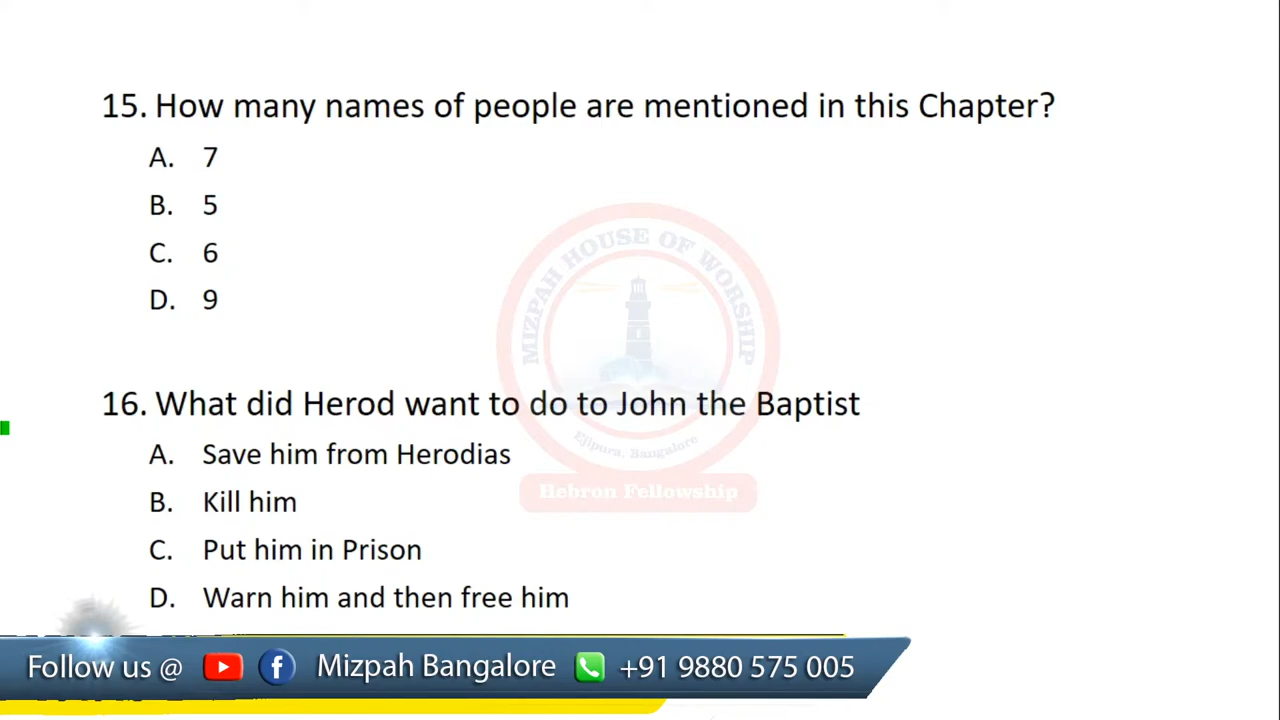 15. How many names of people are mentioned in this Chapter?
A. 7
B. 5
C. 6
D. 9
MIZPAH HOUSE OF WORSHIP
16. What did Herod want to do to John the Baptist
Ejipura, Bangalore
A. Save him from Herodias
Hebron Fellowship
B. Kill him
C. Put him in Prison
D. Warn him and then free him
Follow us @ Mizpah Bangalore +91 9880 575 005